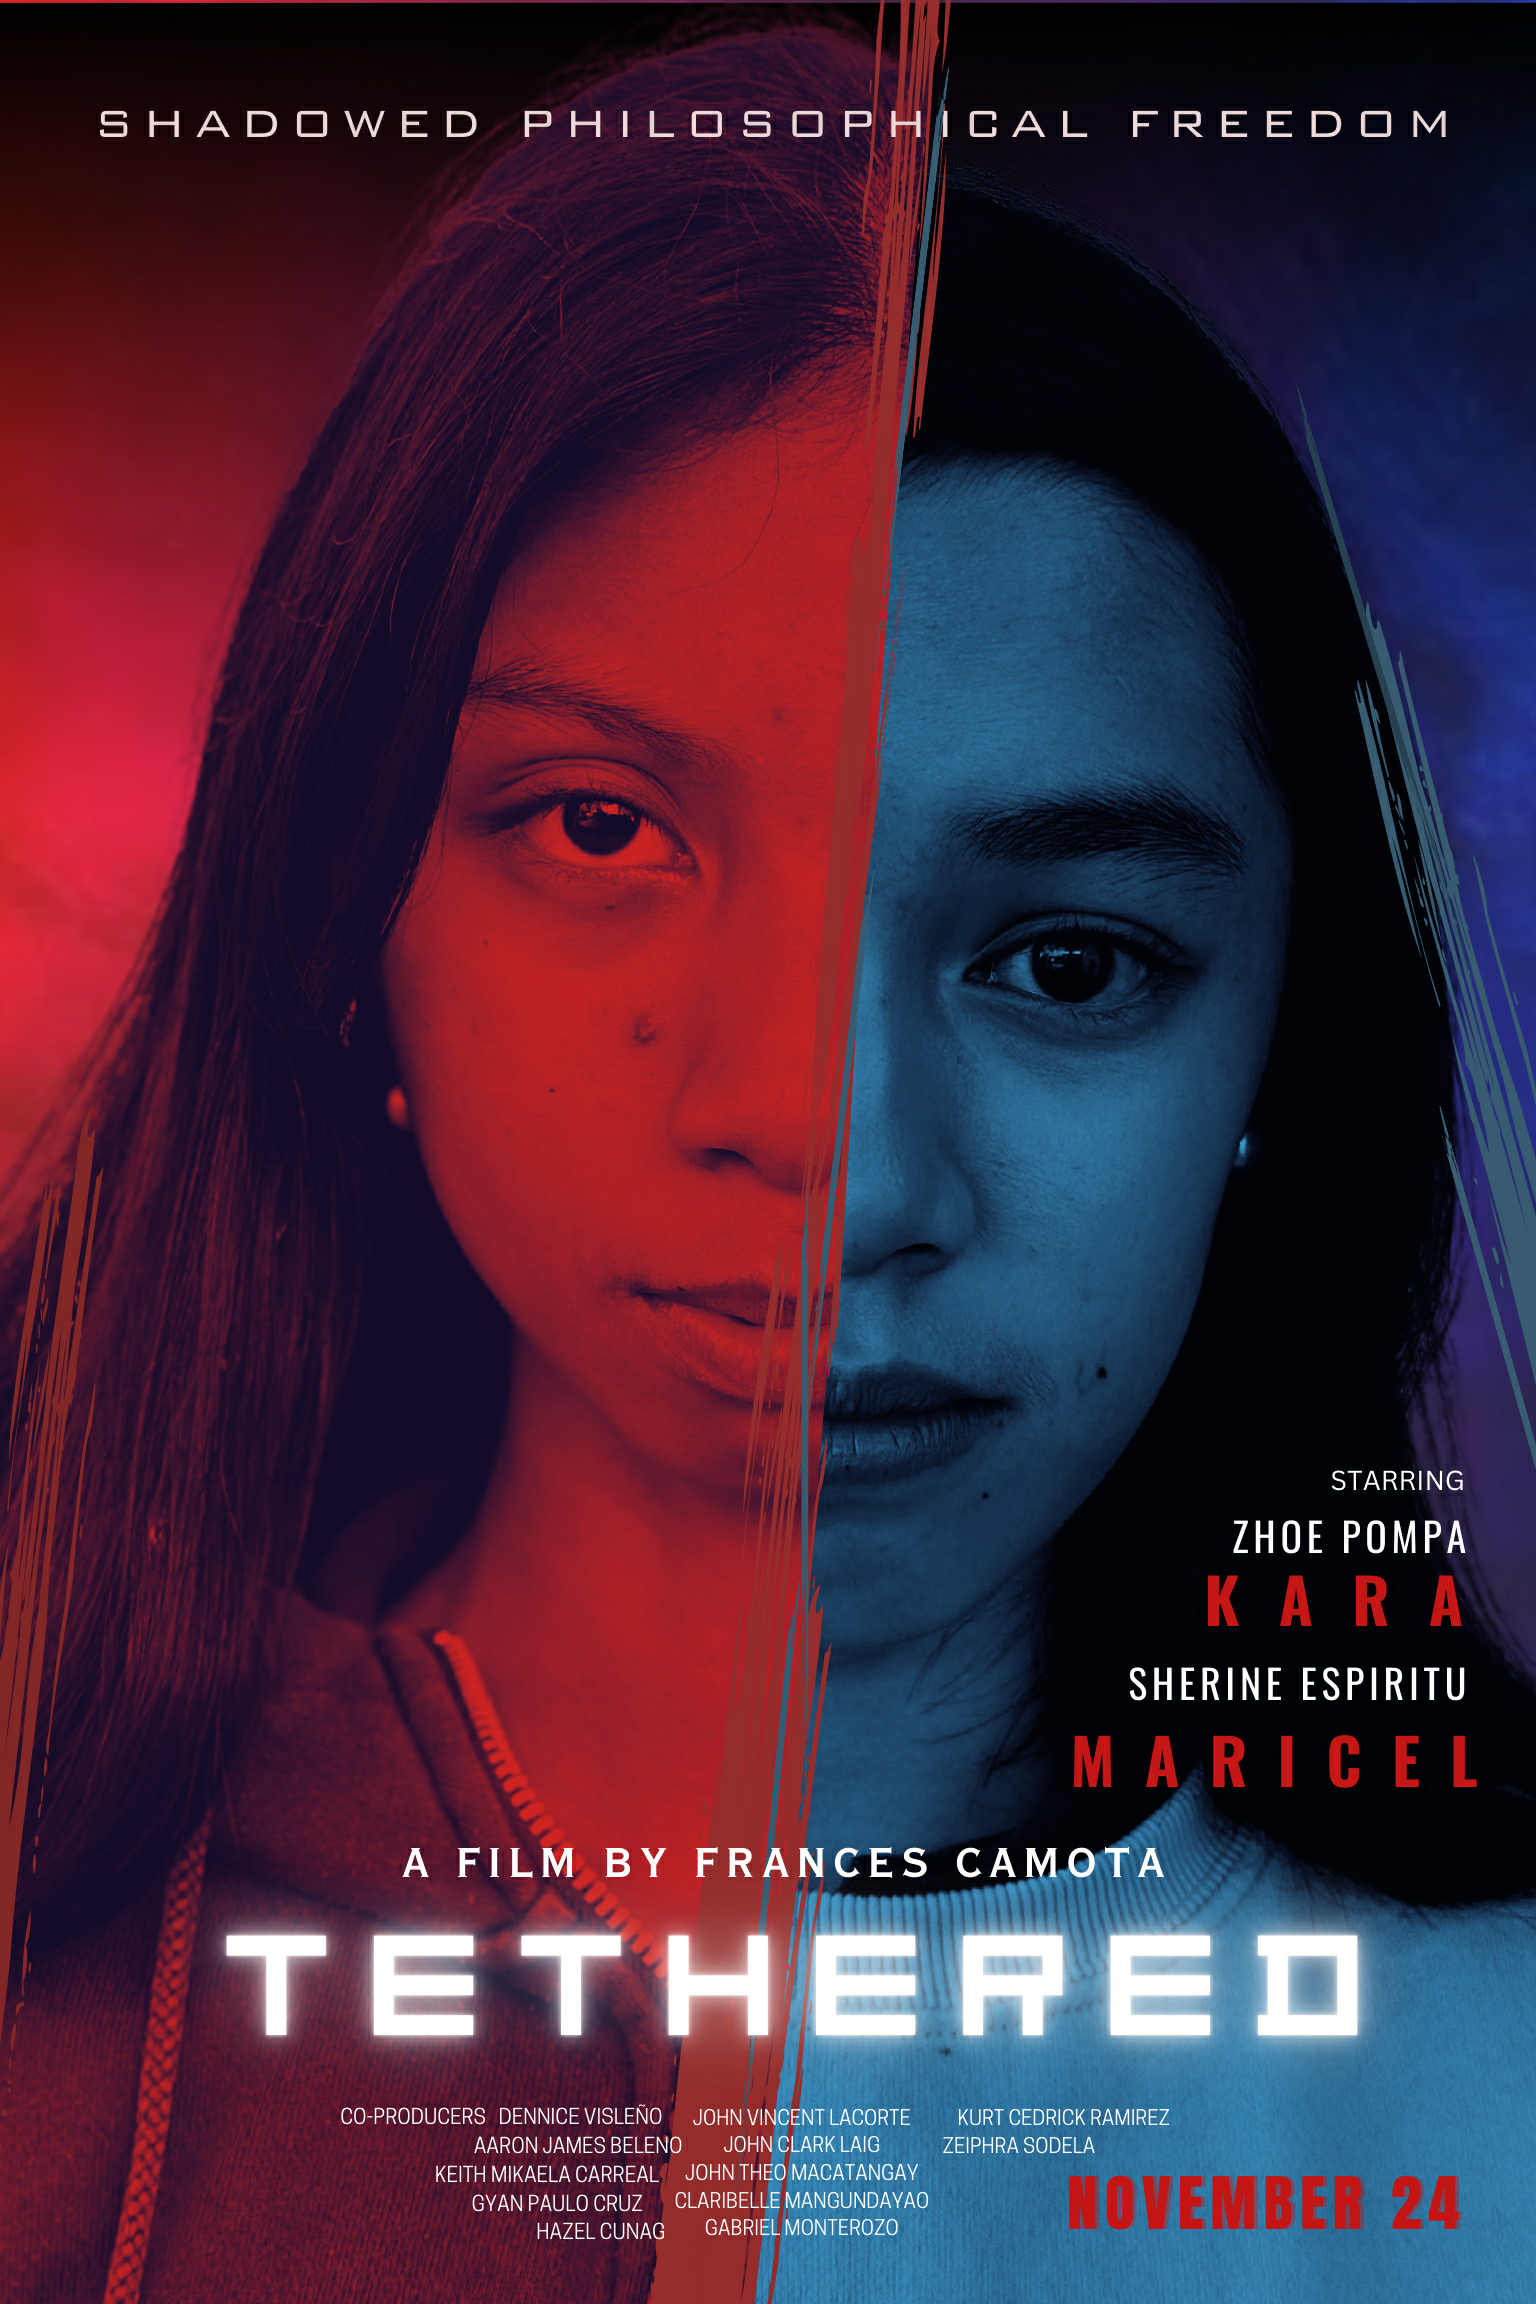 SHADOWED PHILOSOPHICAL FREEDOM
STARRING
ZHOE POMPA
KARA
SHERINE ESPIRITU
MARICEL
A FILM BY FRANCES CAMOTA
TETHERED
CO-PRODUCERS DENNICE VISLEÑO
AARON JAMES BELENO
KEITH MIKAELA CARREAL
GYAN PAULO CRUZ
HAZEL CUNAG
JOHN VINCENT LACORTE
JOHN CLARK LAIG
JOHN THEO MACATANGAY
CLARIBELLE MANGUNDAYAO
GABRIEL MONTEROZO
KURT CEDRICK RAMIREZ
ZEIPHRA SODELA
NOVEMBER 24